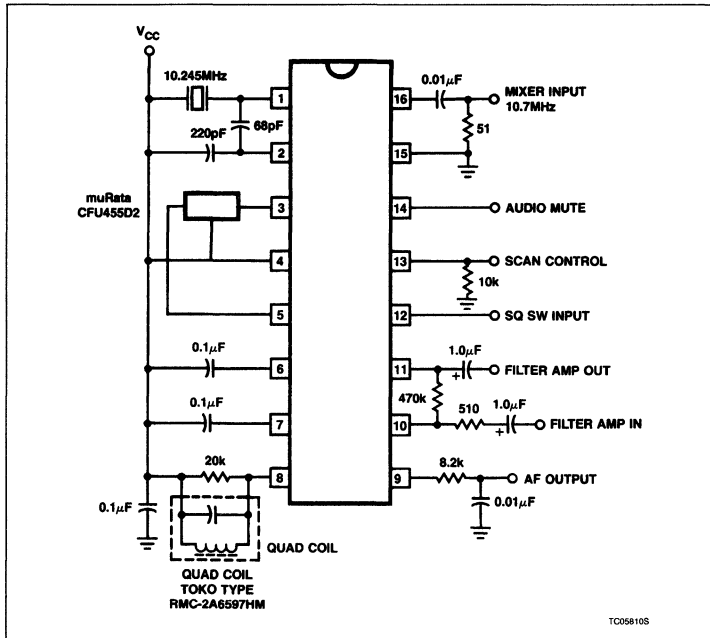 VCC
10.245MHz
68pF
220pF
muRata
CFU455D2
0.1µF
0.1µF
20k
0.1µF
QUAD COIL
QUAD COIL
TOKO TYPE
RMC-2A6597HM
1
2
3
4
5
6
7
8
16
15
14
13
12
11
10
9
0.01µF
MIXER INPUT
10.7MHz
51
AUDIO MUTE
SCAN CONTROL
10k
SQ SW INPUT
1.0µF
+
FILTER AMP OUT
470k
510
1.0µF
+
FILTER AMP IN
8.2k
AF OUTPUT
0.01µF
TC05810S